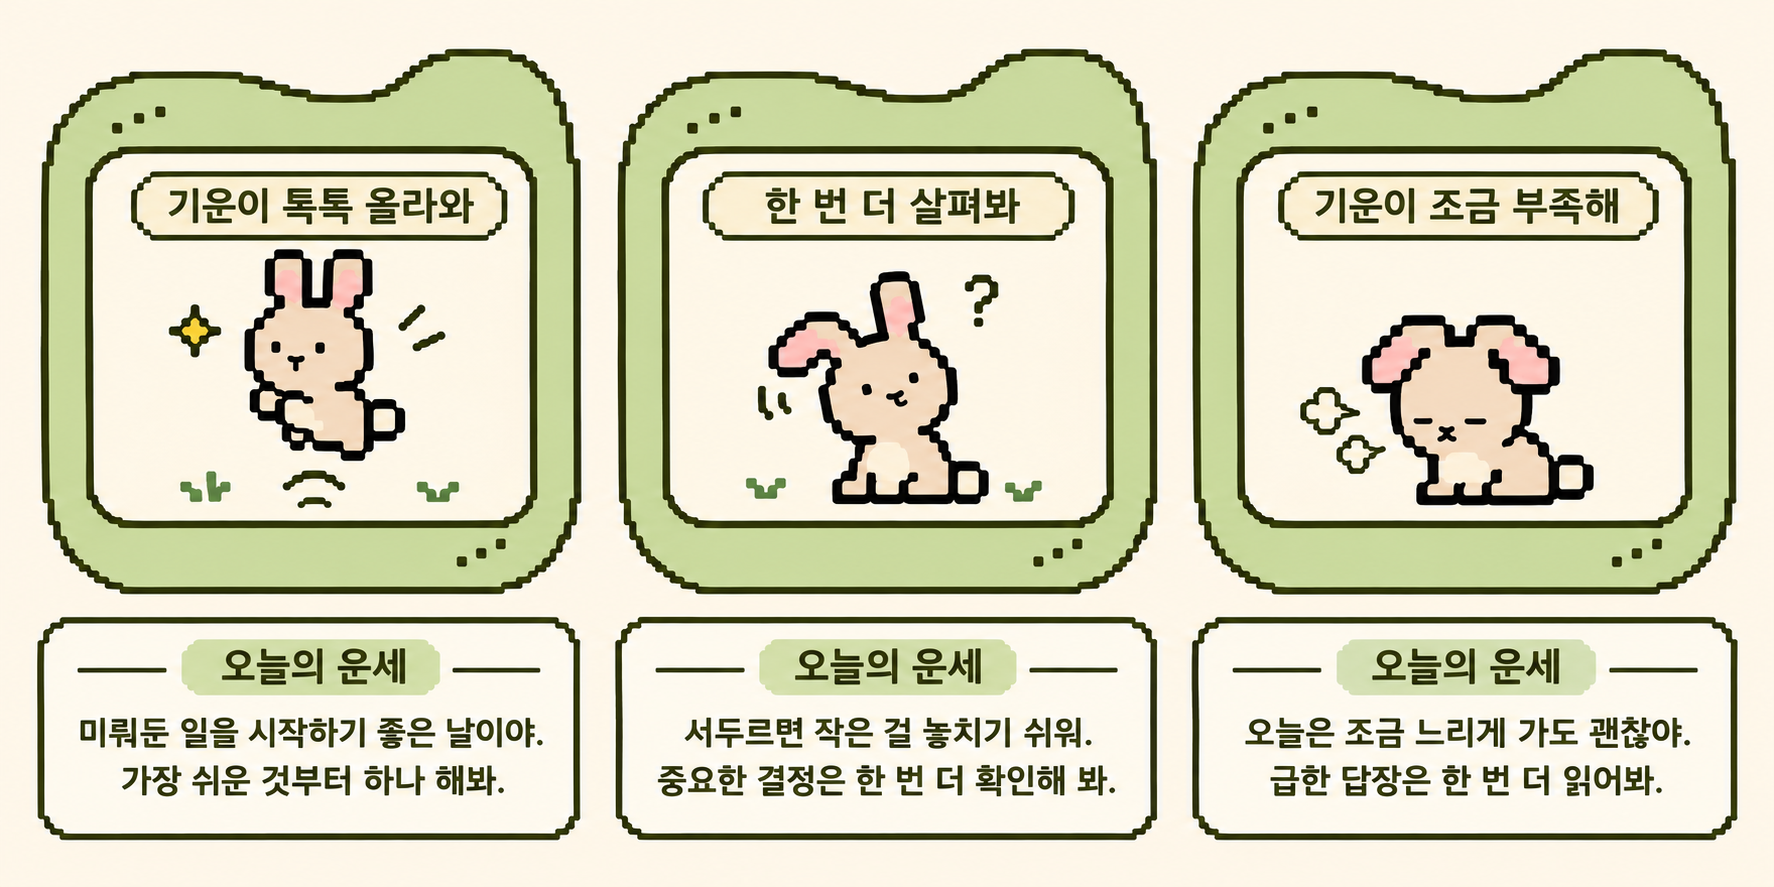 기운이 톡톡 올라와
한 번 더 살펴봐
?
기운이 조금 부족해
오늘의 운세
미뤄둔 일을 시작하기 좋은 날이야.
가장 쉬운 것부터 하나 해봐.
오늘의 운세
서두르면 작은 걸 놓치기 쉬워.
중요한 결정은 한 번 더 확인해 봐.
오늘의 운세
오늘은 조금 느리게 가도 괜찮아.
급한 답장은 한 번 더 읽어봐.